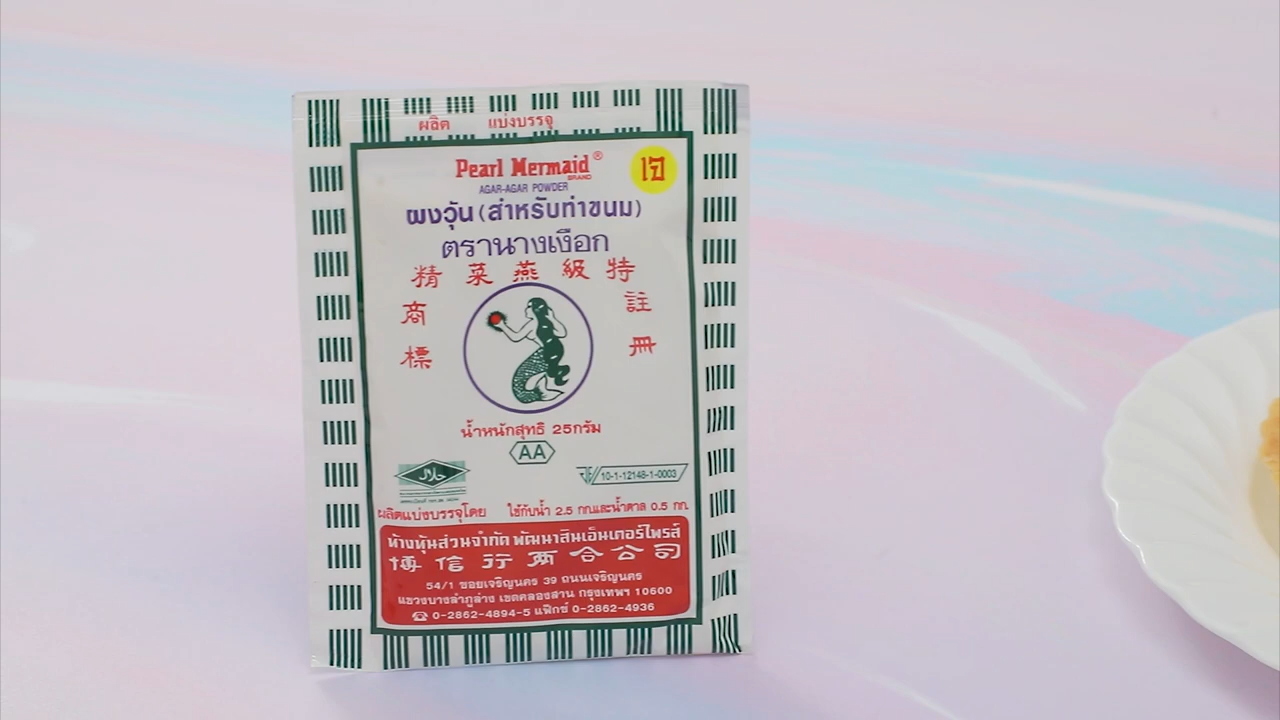 ผลิต แบ่งบรรจุ
Pearl Mermaid®
BRAND
เจ
AGAR-AGAR POWDER
ผงวุ้น (สำหรับทำขนม)
ตรานางเงือก
精菜燕級特
商 註
標 冊
น้ำหนักสุทธิ 25กรัม
AA
حلال
10-1-12148-1-0003
ผลิตแบ่งบรรจุโดย ใช้กับน้ำ 2.5 กก.และน้ำตาล 0.5 กก.
ห้างหุ้นส่วนจำกัด พัฒนาสินเอ็นเตอร์ไพรส์
博信行兩合公司
54/1 ซอยเจริญนคร 39 ถนนเจริญนคร
แขวงบางลำภูล่าง เขตคลองสาน กรุงเทพฯ 10600
☎ 0-2862-4894-5 แฟ็กซ์ 0-2862-4936